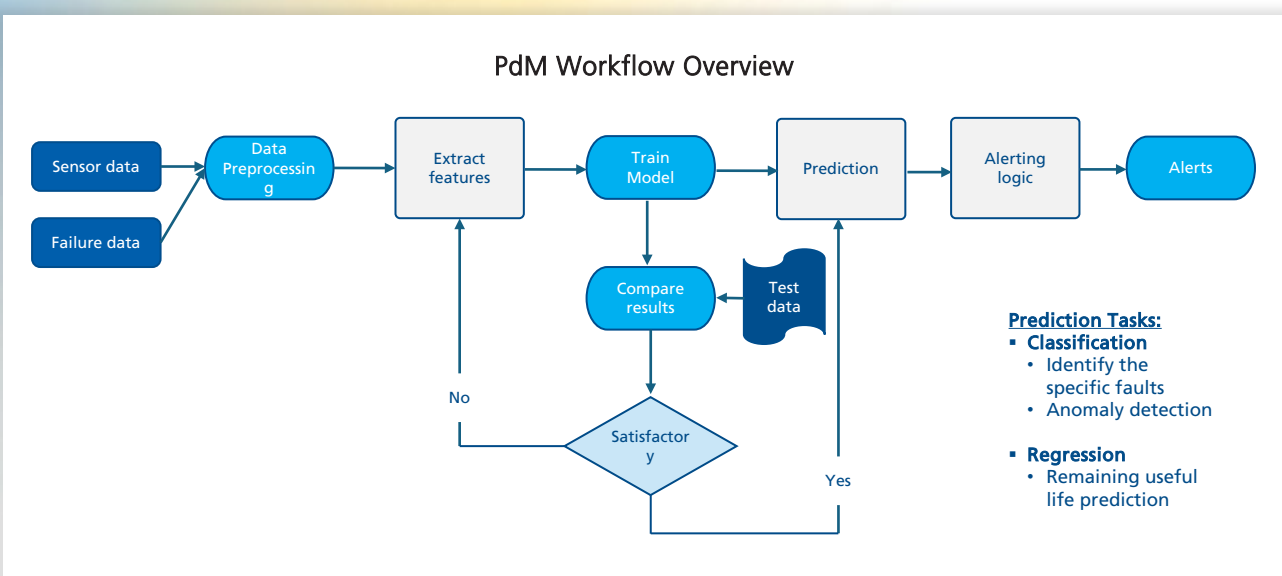 PdM Workflow Overview
Sensor data
Failure data
Data
Preprocessin
g
Extract
features
Train
Model
Prediction
Alerting
logic
Alerts
Compare
results
Test
data
No
Satisfactor
y
Yes
Prediction Tasks:
▪ Classification
• Identify the
specific faults
• Anomaly detection
▪ Regression
• Remaining useful
life prediction